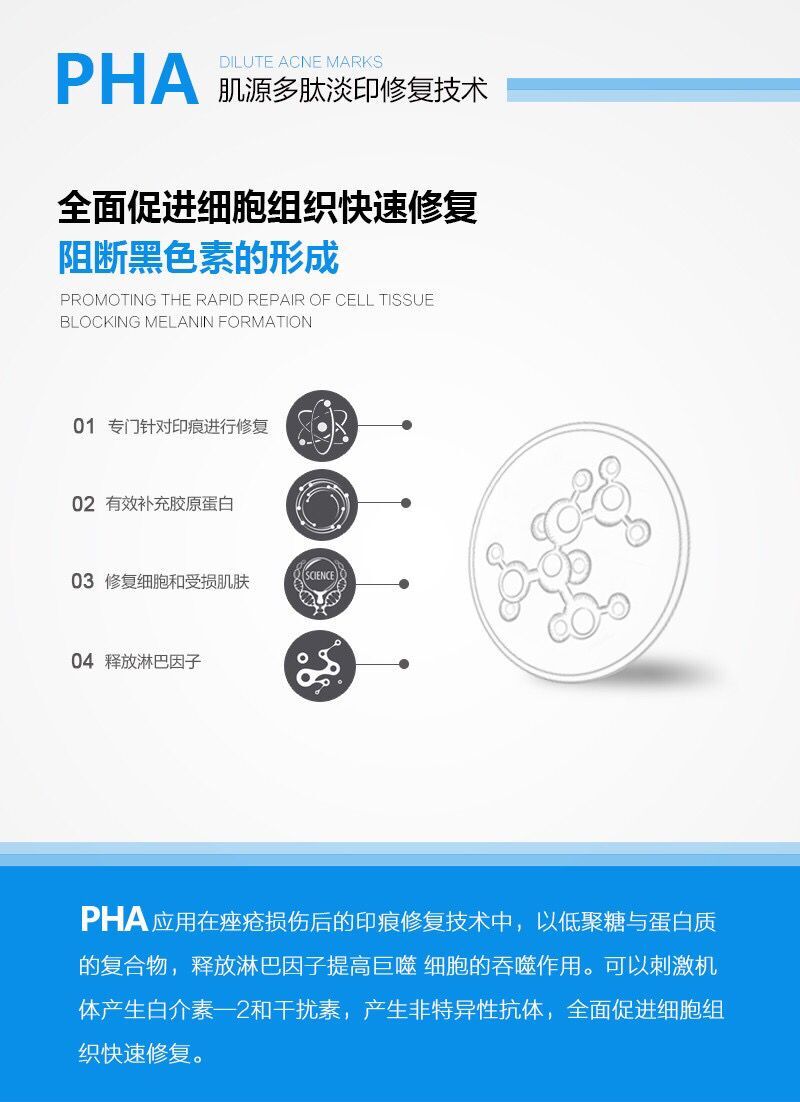 PHA
DILUTE ACNE MARKS
肌源多肽淡印修复技术
全面促进细胞组织快速修复
阻断黑色素的形成
PROMOTING THE RAPID REPAIR OF CELL TISSUE
BLOCKING MELANIN FORMATION
01 专门针对印痕进行修复
02 有效补充胶原蛋白
03 修复细胞和受损肌肤
SCIENCE
04 释放淋巴因子
PHA应用在痤疮损伤后的印痕修复技术中，以低聚糖与蛋白质
的复合物，释放淋巴因子提高巨噬 细胞的吞噬作用。可以刺激机
体产生白介素—2和干扰素，产生非特异性抗体，全面促进细胞组
织快速修复。